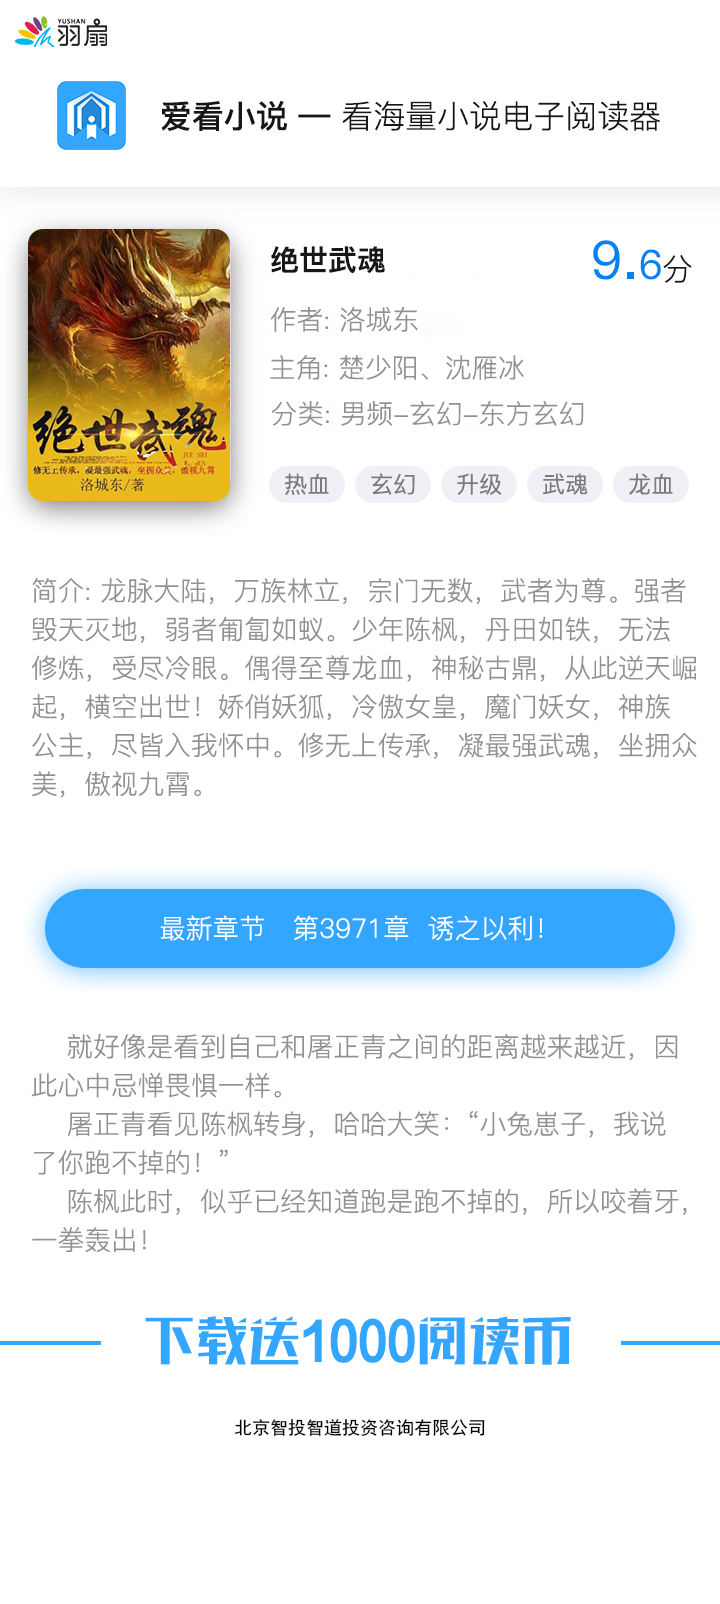 YUSHAN
羽扇
爱看小说 — 看海量小说电子阅读器
绝世武魂
9.6分
作者: 洛城东
主角: 楚少阳、沈雁冰
分类: 男频–玄幻–东方玄幻
热血 玄幻 升级 武魂 龙血
绝世武魂
修无上传承，凝最强武魂，坐拥众美，傲视九霄
洛城东/著
简介: 龙脉大陆，万族林立，宗门无数，武者为尊。强者
毁天灭地，弱者匍匐如蚁。少年陈枫，丹田如铁，无法
修炼，受尽冷眼。偶得至尊龙血，神秘古鼎，从此逆天崛
起，横空出世！娇俏妖狐，冷傲女皇，魔门妖女，神族
公主，尽皆入我怀中。修无上传承，凝最强武魂，坐拥众
美，傲视九霄。
最新章节 第3971章 诱之以利！
就好像是看到自己和屠正青之间的距离越来越近，因
此心中忌惮畏惧一样。
屠正青看见陈枫转身，哈哈大笑：“小兔崽子，我说
了你跑不掉的！”
陈枫此时，似乎已经知道跑是跑不掉的，所以咬着牙，
一拳轰出！
下载送1000阅读币
北京智投智道投资咨询有限公司